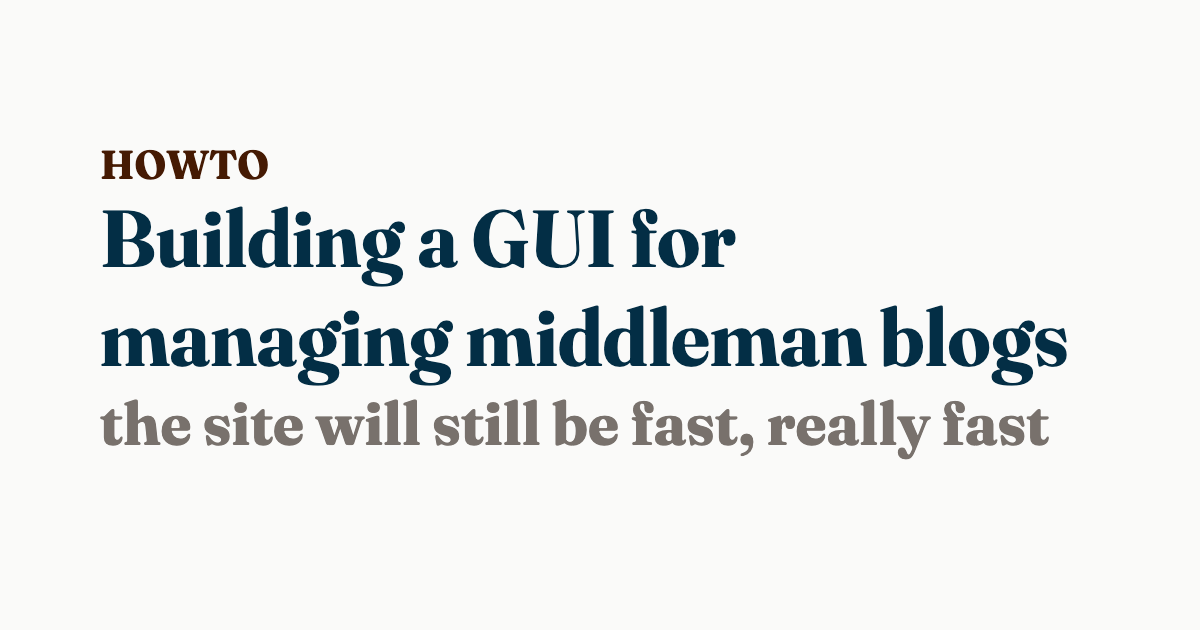 HOWTO
Building a GUI for
managing middleman blogs
the site will still be fast, really fast